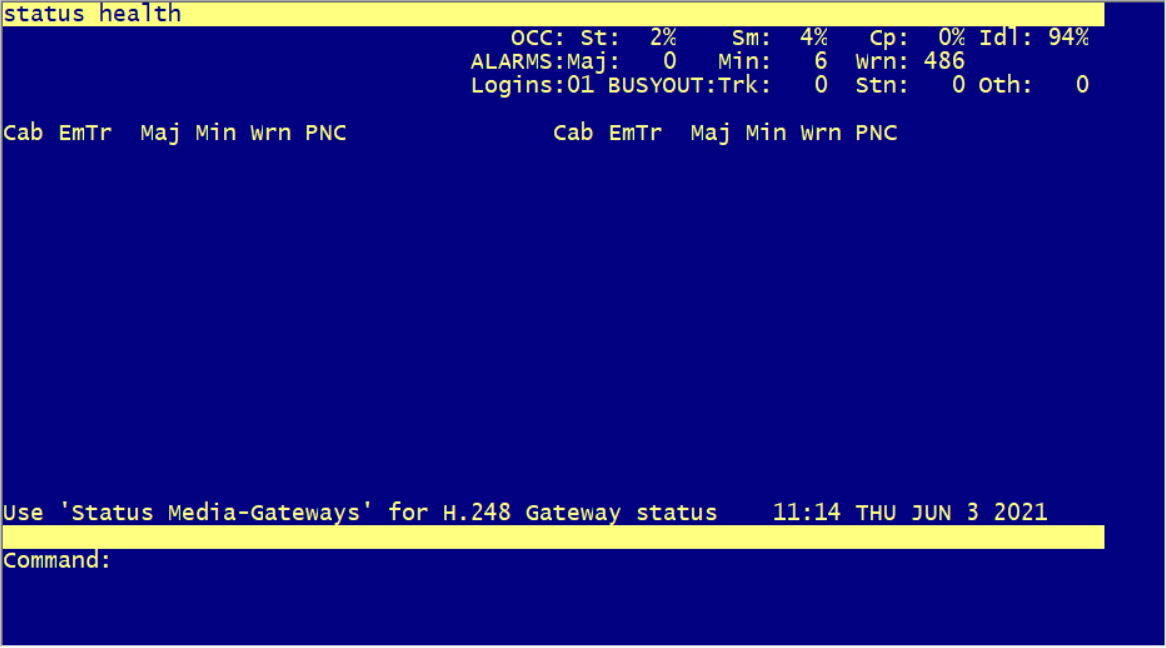 status health
OCC: St: 2% Sm: 4% Cp: 0% Idl: 94%
ALARMS:Maj: 0 Min: 6 Wrn: 486
Logins:01 BUSYOUT:Trk: 0 Stn: 0 Oth: 0
Cab EmTr Maj Min Wrn PNC Cab EmTr Maj Min Wrn PNC
Use 'Status Media-Gateways' for H.248 Gateway status 11:14 THU JUN 3 2021
Command: